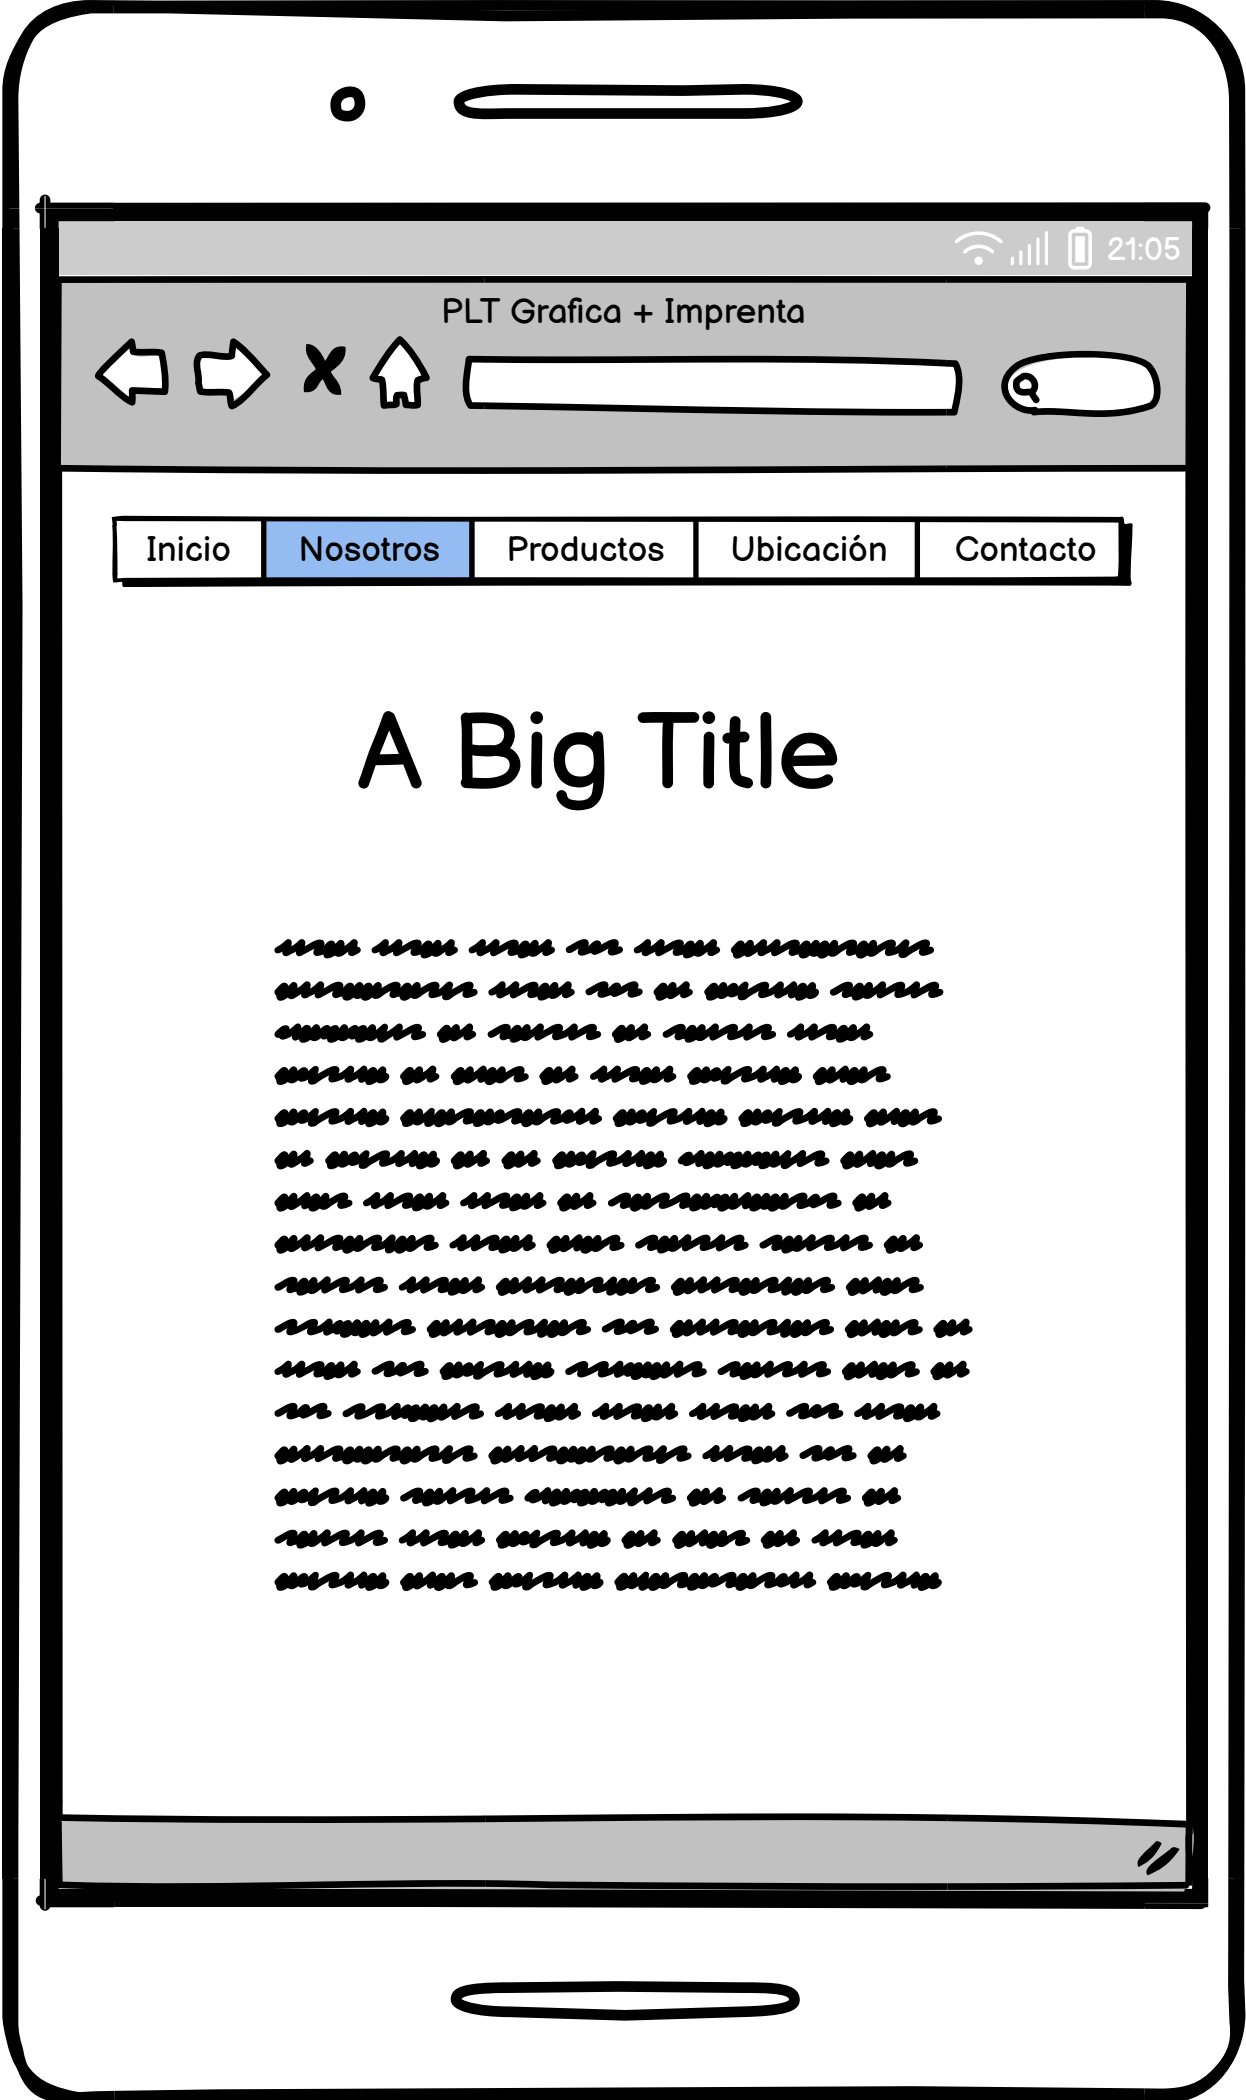 21:05
PLT Grafica + Imprenta
Inicio Nosotros Productos Ubicación Contacto
A Big Title